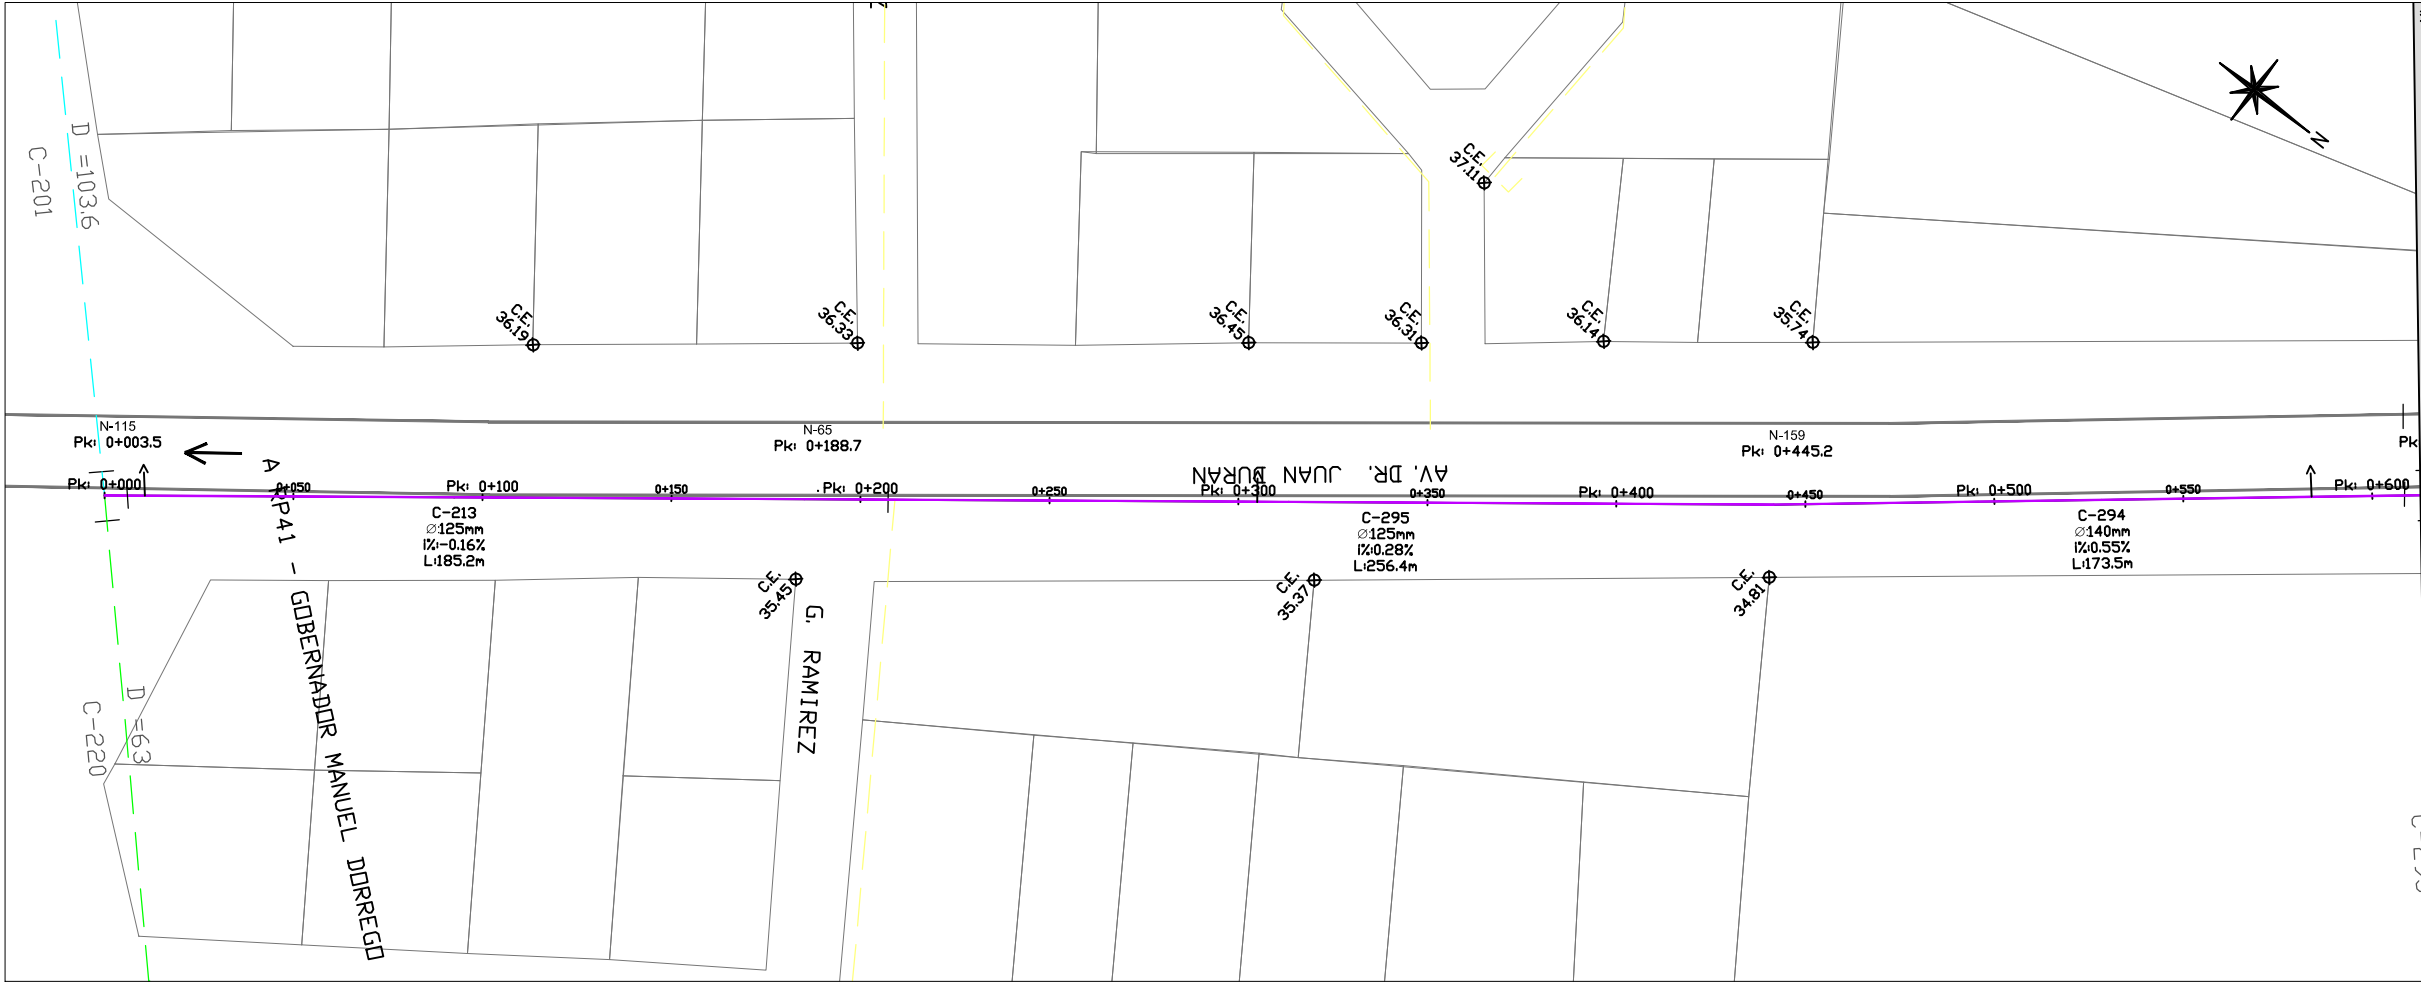 N
C-201
D =103.6
C.E.
36.19
C.E.
36.33
C.E.
36.45
C.E.
36.31
C.E.
37.11
C.E.
36.14
C.E.
35.74
N-115
Pk: 0+003.5
N-65
Pk: 0+188.7
N-159
Pk: 0+445.2
Pk
AV. DR. JUAN DURAN
Pk: 0+000
0+050
Pk: 0+100
0+150
Pk: 0+200
0+250
Pk: 0+300
0+350
Pk: 0+400
0+450
Pk: 0+500
0+550
Pk: 0+600
C-213
∅:125mm
I%:-0.16%
L:185.2m
C-295
∅:125mm
I%:0.28%
L:256.4m
C-294
∅:140mm
I%:0.55%
L:173.5m
C.E.
35.45
C.E.
35.37
C.E.
34.81
G. RAMIREZ
A RP41 - GOBERNADOR MANUEL DORREGO
D =63
C-220